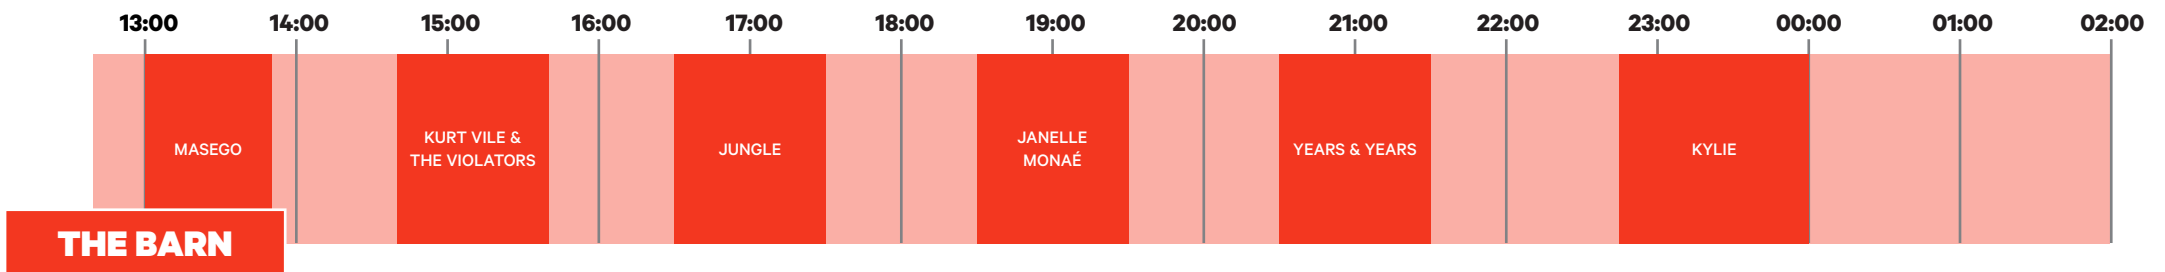 13:00 14:00 15:00 16:00 17:00 18:00 19:00 20:00 21:00 22:00 23:00 00:00 01:00 02:00
MASEGO
KURT VILE &
THE VIOLATORS
JUNGLE
JANELLE
MONAÉ
YEARS & YEARS
KYLIE
THE BARN